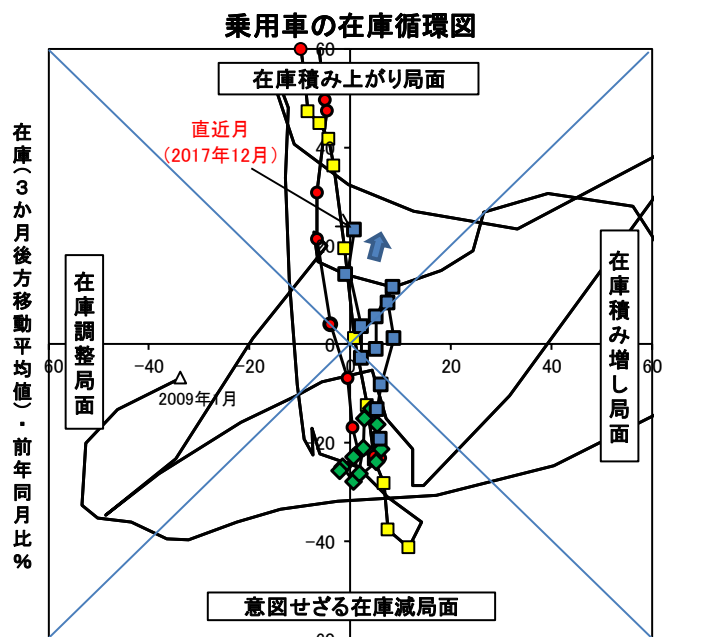 乗用車の在庫循環図
60
在庫積み上がり局面
直近月
(2017年12月)
40
20
在庫(3か月後方移動平均値)・前年同月比%
在庫調整局面
在庫積み増し局面
60
−40
−20
0
20
40
60
2009年1月
−20
−40
意図せざる在庫減局面